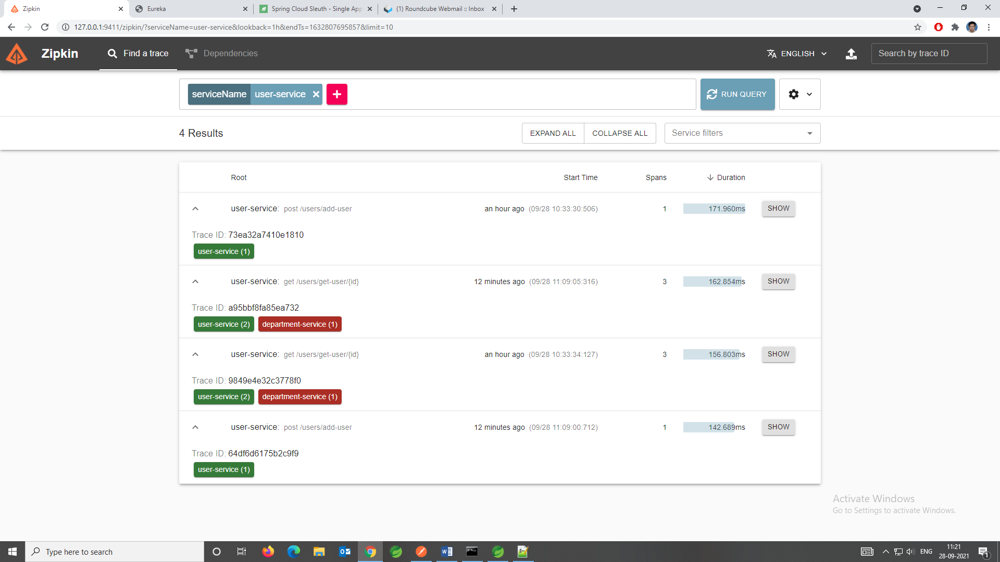 Zipkin
Eureka
Spring Cloud Sleuth - Single App
(1) Roundcube Webmail :: Inbox
127.0.0.1:9411/zipkin/?serviceName=user-service&lookback=1h&endTs=1632807695857&limit=10
Zipkin
Find a trace
Dependencies
ENGLISH
Search by trace ID
serviceName user-service
RUN QUERY
4 Results
EXPAND ALL
COLLAPSE ALL
Service filters
Root Start Time Spans Duration
user-service: post /users/add-user an hour ago (09/28 10:33:30:506) 1 171.960ms SHOW
Trace ID: 73ea32a7410e1810
user-service (1)
user-service: get /users/get-user/{id} 12 minutes ago (09/28 11:09:05:316) 3 162.854ms SHOW
Trace ID: a95bbf8fa85ea732
user-service (2) department-service (1)
user-service: get /users/get-user/{id} an hour ago (09/28 10:33:34:127) 3 156.803ms SHOW
Trace ID: 9849e4e32c3778f0
user-service (2) department-service (1)
user-service: post /users/add-user 12 minutes ago (09/28 11:09:00:712) 1 142.689ms SHOW
Trace ID: 64df6d6175b2c9f9
user-service (1)
Activate Windows
Go to Settings to activate Windows.
Type here to search
ENG
11:21
28-09-2021
1